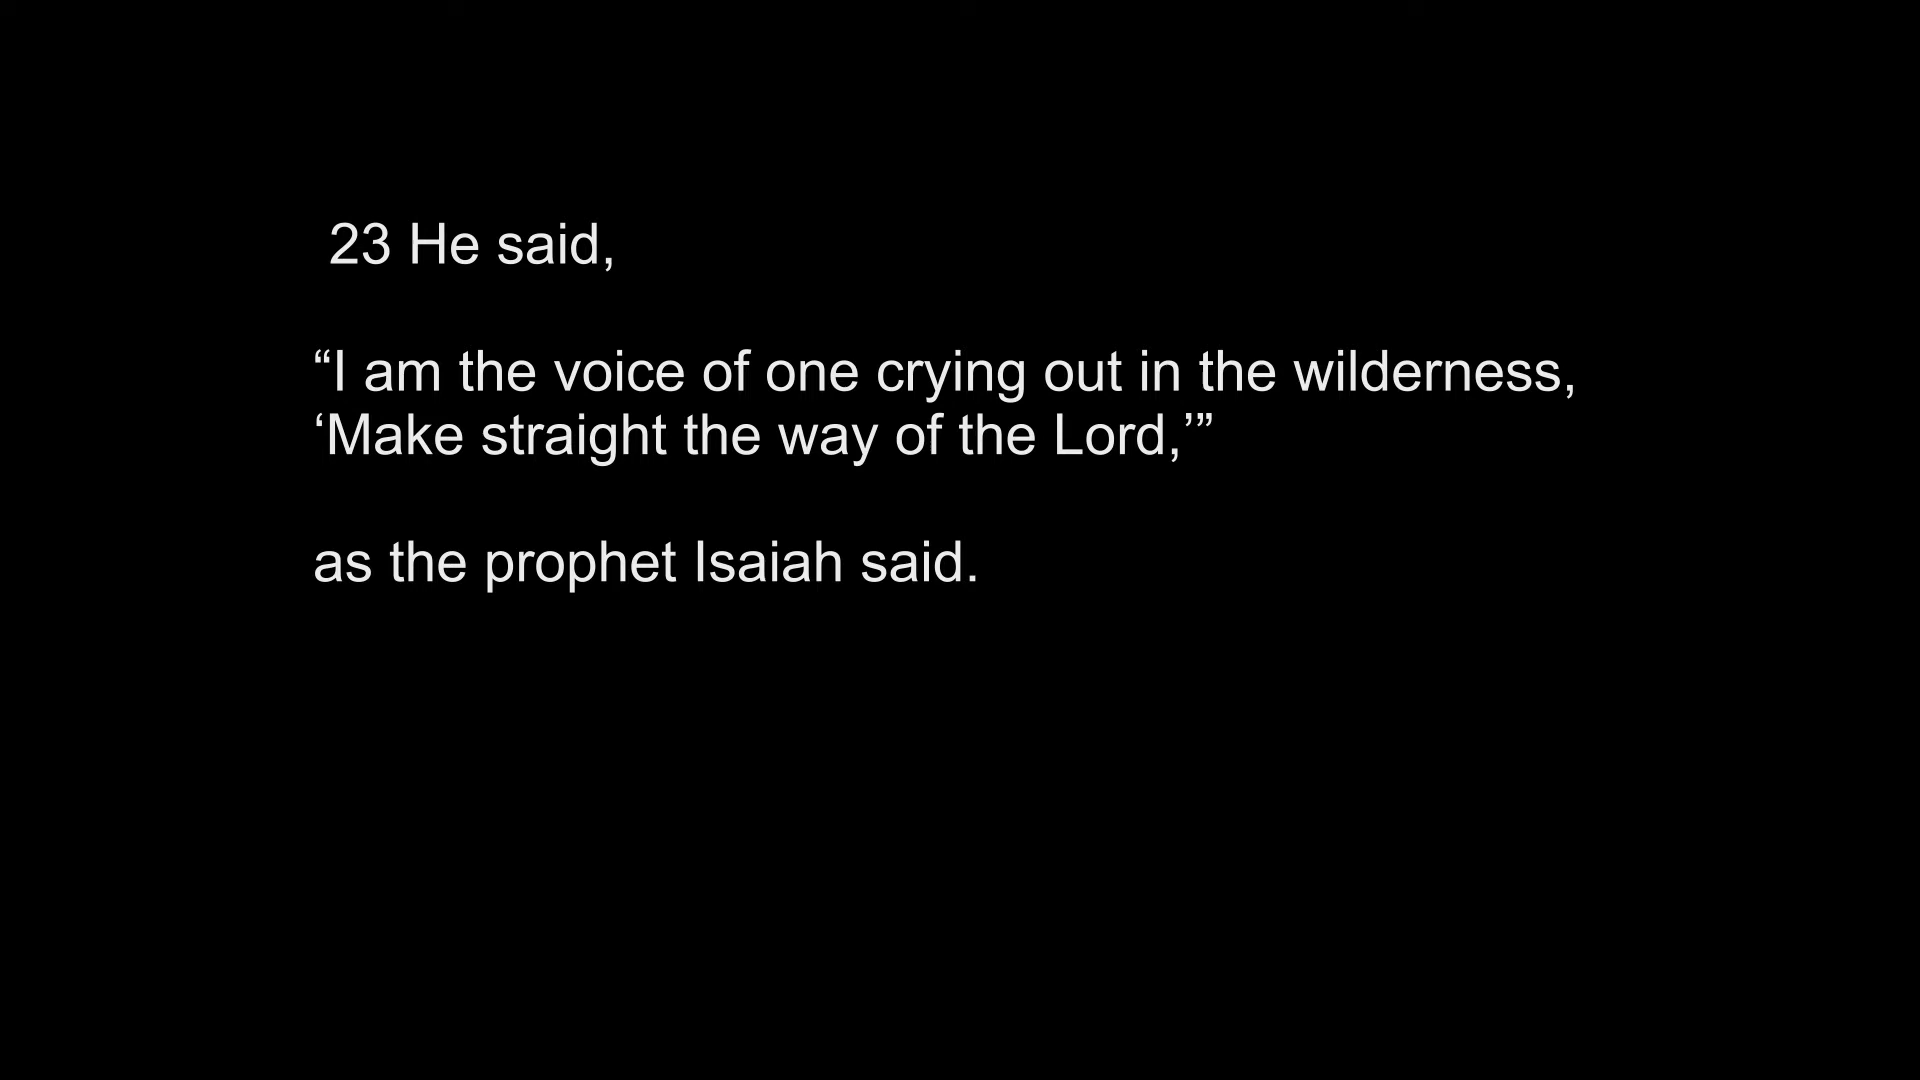 23 He said,
“I am the voice of one crying out in the wilderness,
‘Make straight the way of the Lord,’”
as the prophet Isaiah said.